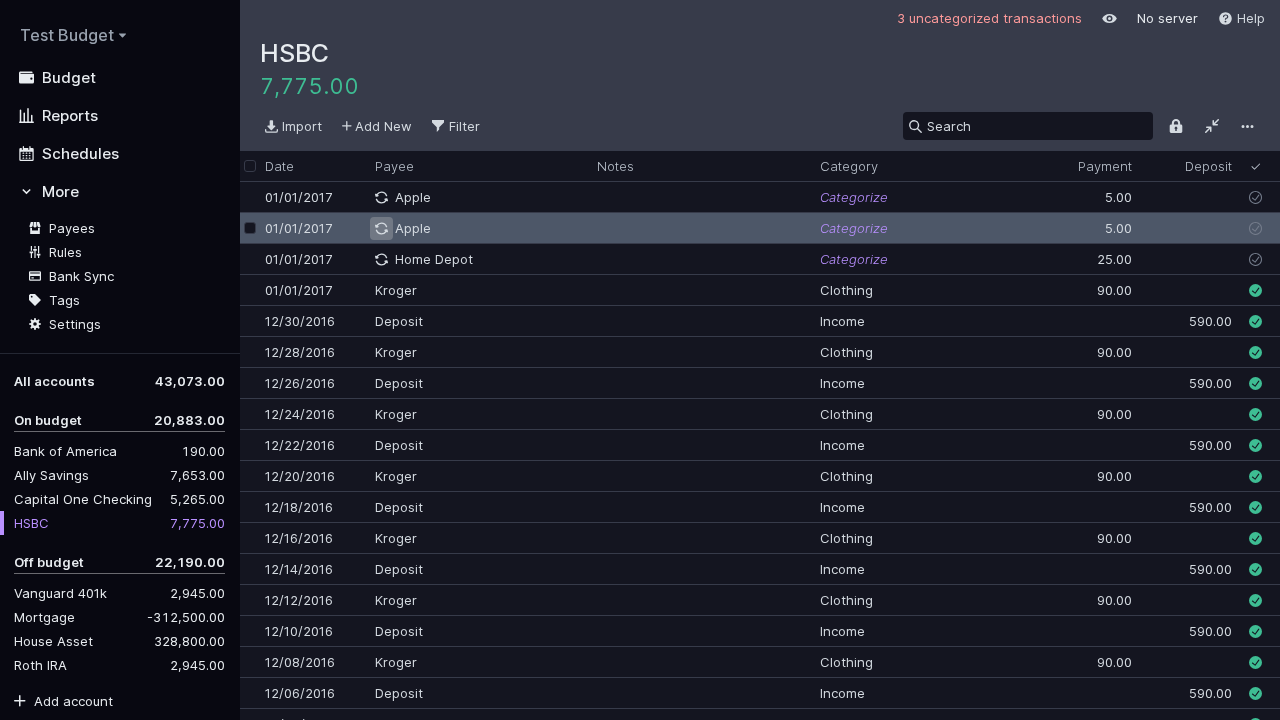 Test Budget
Budget
Reports
Schedules
More
Payees
Rules
Bank Sync
Tags
Settings
All accounts 43,073.00
On budget 20,883.00
Bank of America 190.00
Ally Savings 7,653.00
Capital One Checking 5,265.00
HSBC 7,775.00
Off budget 22,190.00
Vanguard 401k 2,945.00
Mortgage -312,500.00
House Asset 328,800.00
Roth IRA 2,945.00
Add account
3 uncategorized transactions No server Help
HSBC
7,775.00
Import Add New Filter Search
Date Payee Notes Category Payment Deposit
01/01/2017 Apple Categorize 5.00
01/01/2017 Apple Categorize 5.00
01/01/2017 Home Depot Categorize 25.00
01/01/2017 Kroger Clothing 90.00
12/30/2016 Deposit Income 590.00
12/28/2016 Kroger Clothing 90.00
12/26/2016 Deposit Income 590.00
12/24/2016 Kroger Clothing 90.00
12/22/2016 Deposit Income 590.00
12/20/2016 Kroger Clothing 90.00
12/18/2016 Deposit Income 590.00
12/16/2016 Kroger Clothing 90.00
12/14/2016 Deposit Income 590.00
12/12/2016 Kroger Clothing 90.00
12/10/2016 Deposit Income 590.00
12/08/2016 Kroger Clothing 90.00
12/06/2016 Deposit Income 590.00